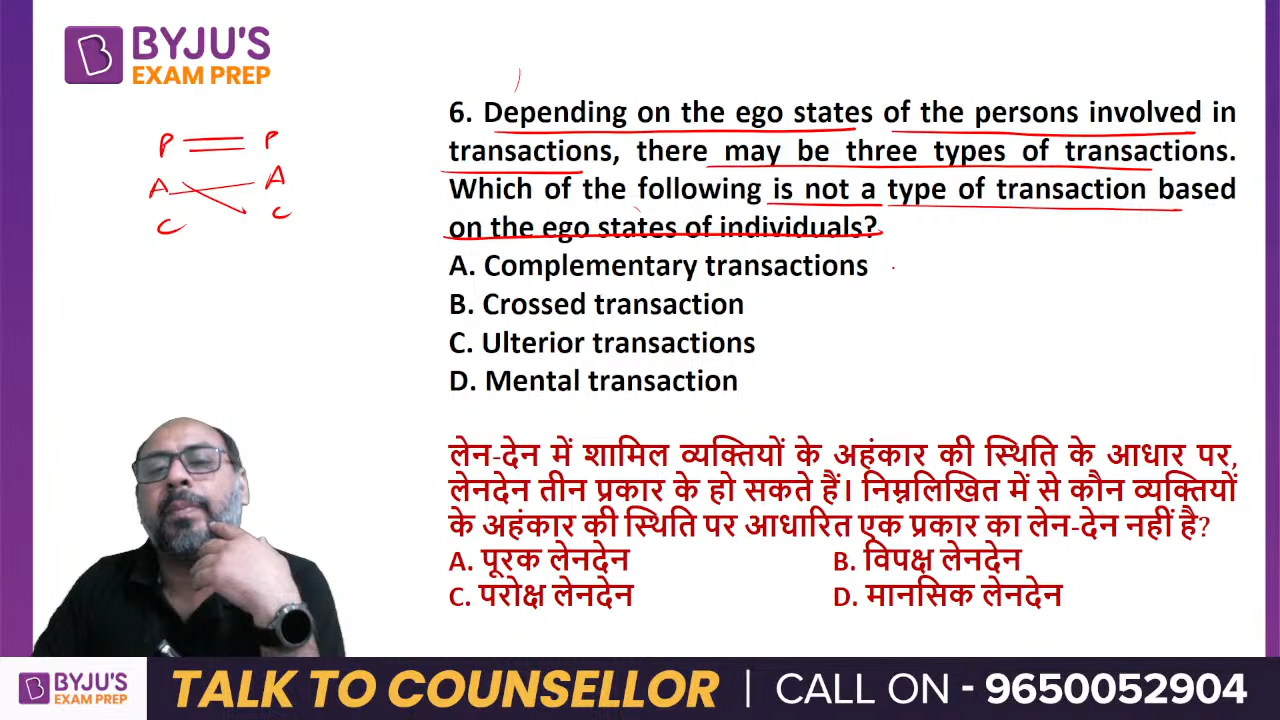 BYJU'S
EXAM PREP
P P
A A
C C
6. Depending on the ego states of the persons involved in
transactions, there may be three types of transactions.
Which of the following is not a type of transaction based
on the ego states of individuals?
A. Complementary transactions
B. Crossed transaction
C. Ulterior transactions
D. Mental transaction
लेन-देन में शामिल व्यक्तियों के अहंकार की स्थिति के आधार पर,
लेनदेन तीन प्रकार के हो सकते हैं। निम्नलिखित में से कौन व्यक्तियों
के अहंकार की स्थिति पर आधारित एक प्रकार का लेन-देन नहीं है?
A. पूरक लेनदेन B. विपक्ष लेनदेन
C. परोक्ष लेनदेन D. मानसिक लेनदेन
BYJU'S
EXAM PREP
TALK TO COUNSELLOR | CALL ON - 9650052904